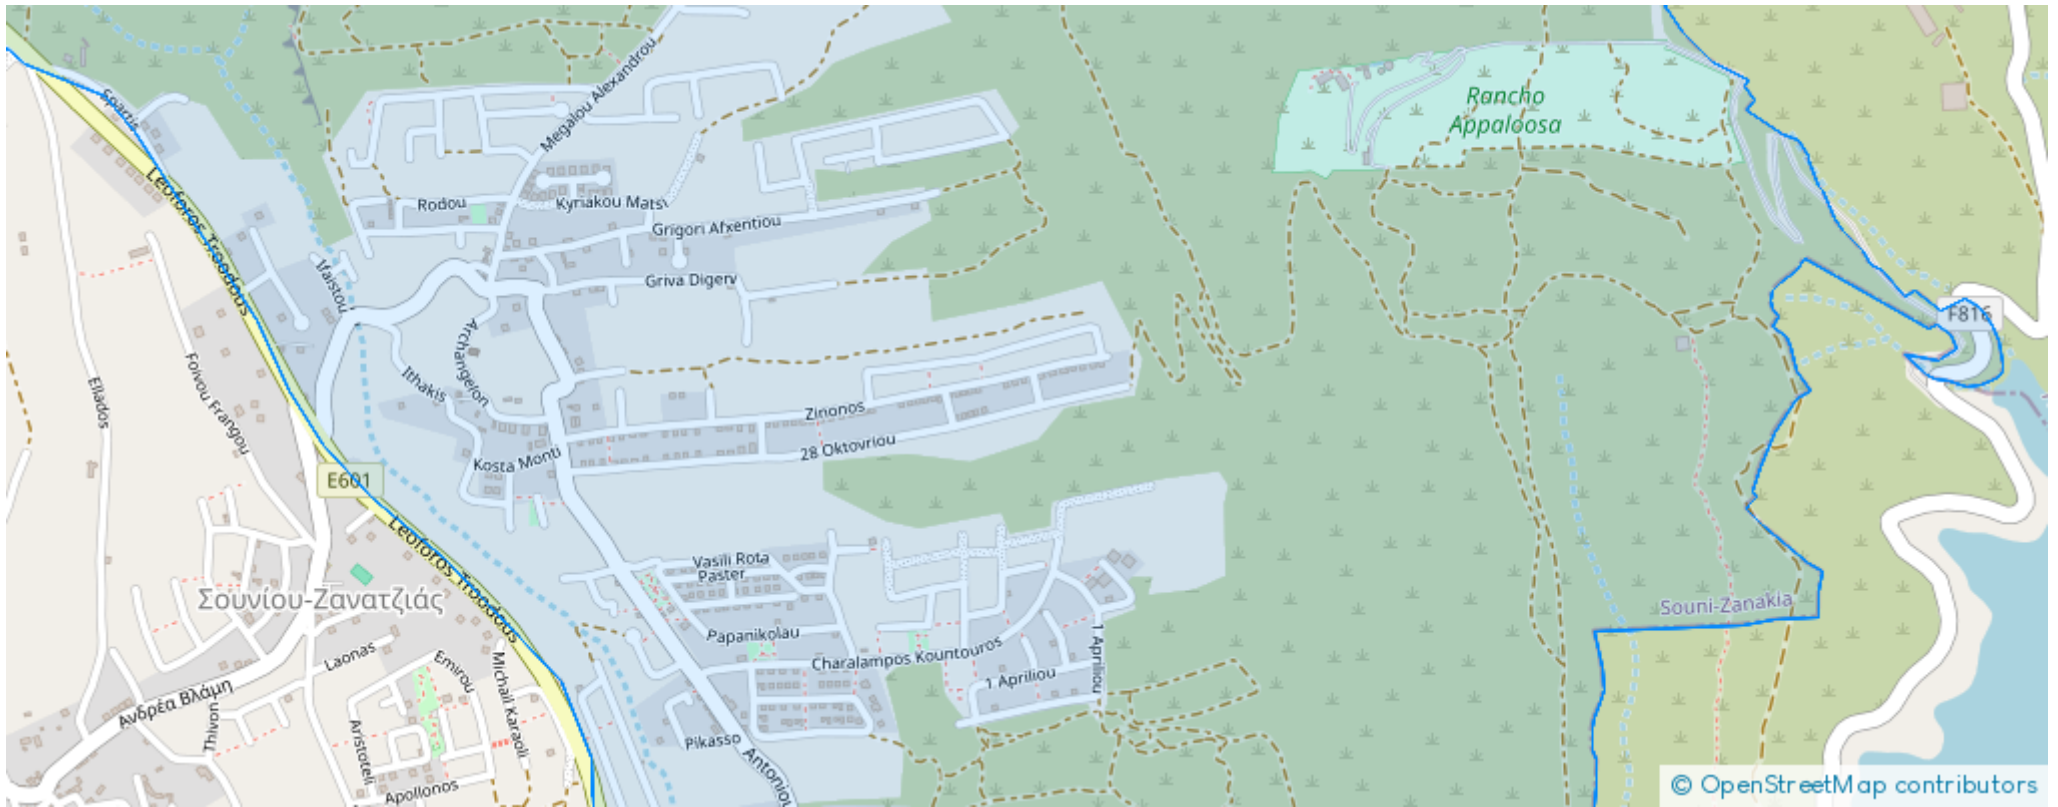 Spartis
Megalou Alexandrou
Rancho
Appaloosa
Leoforos Troodous
Rodou
Kyriakou Mats
Grigori Afxentiou
Ifaistou
Griva Digeni
F816
Archangelon
Ithakis
Foivou Frangou
Ellados
Zinonos
28 Oktovriou
Kosta Monti
E601
Leoforos Troodous
Vasili Rota
Paster
Σουνίου-Ζανατζιάς
Souni-Zanakia
Papanikolau
1 Apriliou
Charalampos Kountouros
Laonas
Emirou
Michail Karaoli
1 Apriliou
Ανδρέα Βλάμη
Thivon
Aristoteli
Pikasso
Antoniou
Apollonos
© OpenStreetMap contributors